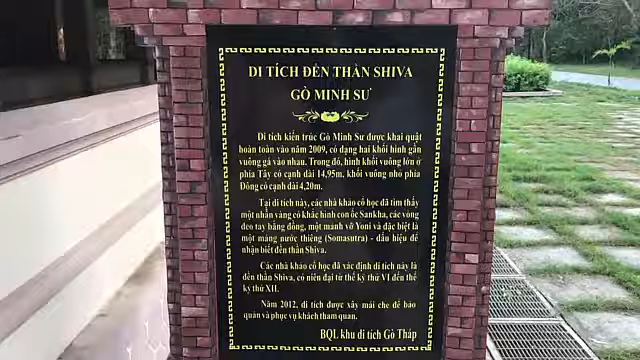 DI TÍCH ĐỀN THẦN SHIVA
GÒ MINH SƯ
Di tích kiến trúc Gò Minh Sư được khai quật
hoàn toàn vào năm 2009, có dạng hai khối hình gần
vuông gá vào nhau. Trong đó, hình khối vuông lớn ở
phía Tây có cạnh dài 14,95m, khối vuông nhỏ phía
Đông có cạnh dài 4,20m.
Tại di tích này, các nhà khảo cổ học đã tìm thấy
một nhẫn vàng có khắc hình con ốc Sankha, các vòng
đeo tay bằng đồng, một mảnh vỡ Yoni và đặc biệt là
một máng nước thiêng (Somasutra) - dấu hiệu để
nhận biết đền thần Shiva.
Các nhà khảo cổ học đã xác định di tích này là
đền thần Shiva, có niên đại từ thế kỷ thứ VI đến thế
kỷ thứ XII.
Năm 2012, di tích được xây mái che để bảo
quản và phục vụ khách tham quan.
BQL khu di tích Gò Tháp